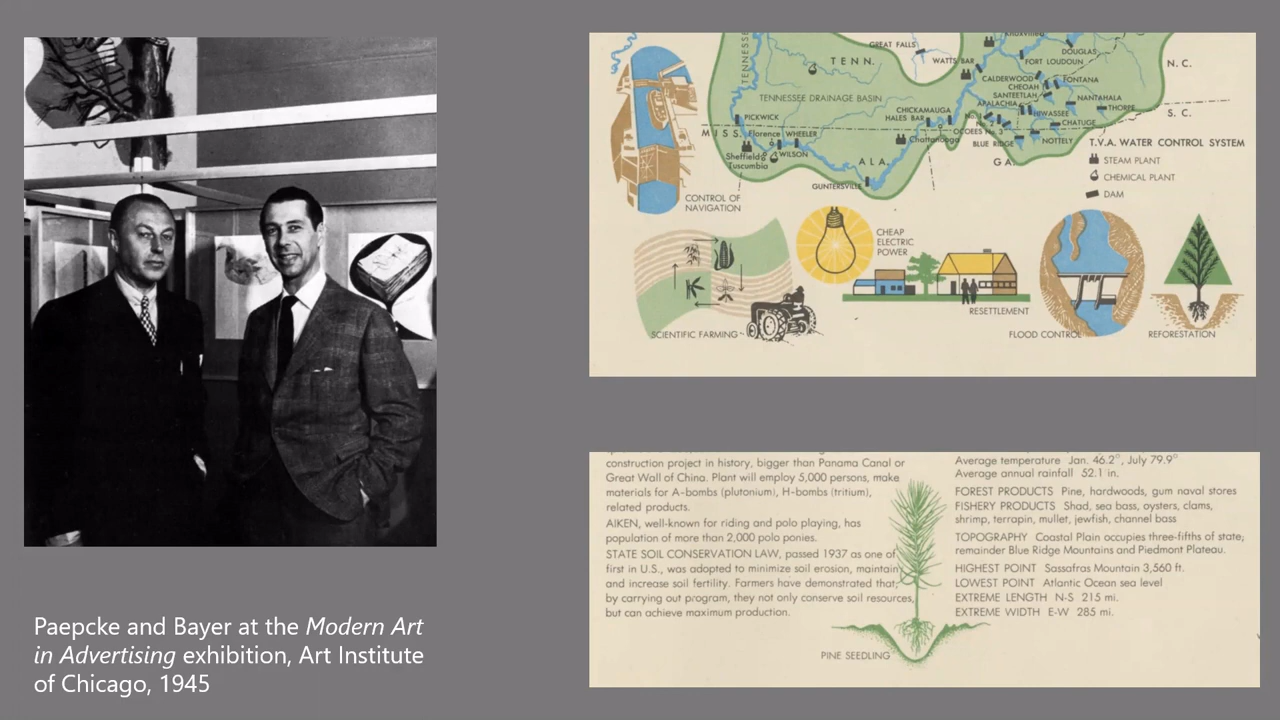 Paepcke and Bayer at the Modern Art
in Advertising exhibition, Art Institute
of Chicago, 1945
TENNESSE
GREAT FALLS
KNOXVILLE
DOUGLAS
WATTS BAR
FORT LOUDOUN
N. C.
TENN.
CALDERWOOD
FONTANA
CHEOAH
SANTEETLAH
NANTAHALA
TENNESSEE DRAINAGE BASIN
APALACHIA
THORPE
CHICKAMAUGA
HALES BAR
HIWASSEE
S. C.
PICKWICK
No. 1
CHATUGE
MISS.
Florence
WHEELER
OCOEES No. 3
Chattanooga
BLUE RIDGE
NOTTELY
WILSON
Sheffield
Tuscumbia
ALA.
GA.
GUNTERSVILLE
T.V.A. WATER CONTROL SYSTEM
STEAM PLANT
CHEMICAL PLANT
DAM
CONTROL OF
NAVIGATION
CHEAP
ELECTRIC
POWER
SCIENTIFIC FARMING
RESETTLEMENT
FLOOD CONTROL
REFORESTATION
construction project in history, bigger than Panama Canal or
Great Wall of China. Plant will employ 5,000 persons, make
materials for A-bombs (plutonium), H-bombs (tritium),
related products.
AIKEN, well-known for riding and polo playing, has
population of more than 2,000 polo ponies.
STATE SOIL CONSERVATION LAW, passed 1937 as one of
first in U.S., was adopted to minimize soil erosion, maintain
and increase soil fertility. Farmers have demonstrated that,
by carrying out program, they not only conserve soil resources,
but can achieve maximum production.
PINE SEEDLING
Average temperature Jan. 46.2°, July 79.9°
Average annual rainfall 52.1 in.
FOREST PRODUCTS Pine, hardwoods, gum naval stores
FISHERY PRODUCTS Shad, sea bass, oysters, clams,
shrimp, terrapin, mullet, jewfish, channel bass
TOPOGRAPHY Coastal Plain occupies three-fifths of state;
remainder Blue Ridge Mountains and Piedmont Plateau.
HIGHEST POINT Sassafras Mountain 3,560 ft.
LOWEST POINT Atlantic Ocean sea level
EXTREME LENGTH N-S 215 mi.
EXTREME WIDTH E-W 285 mi.